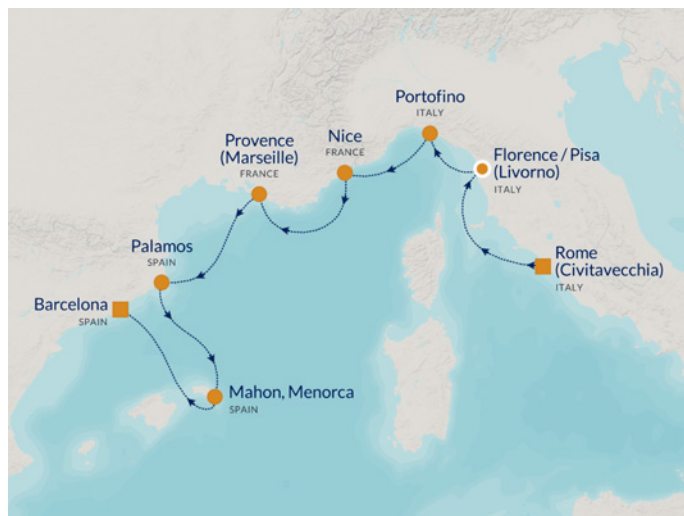 Portofino
ITALY
Nice
FRANCE
Provence
(Marseille)
FRANCE
Florence / Pisa
(Livorno)
ITALY
Palamos
SPAIN
Rome
(Civitavecchia)
ITALY
Barcelona
SPAIN
Mahon, Menorca
SPAIN